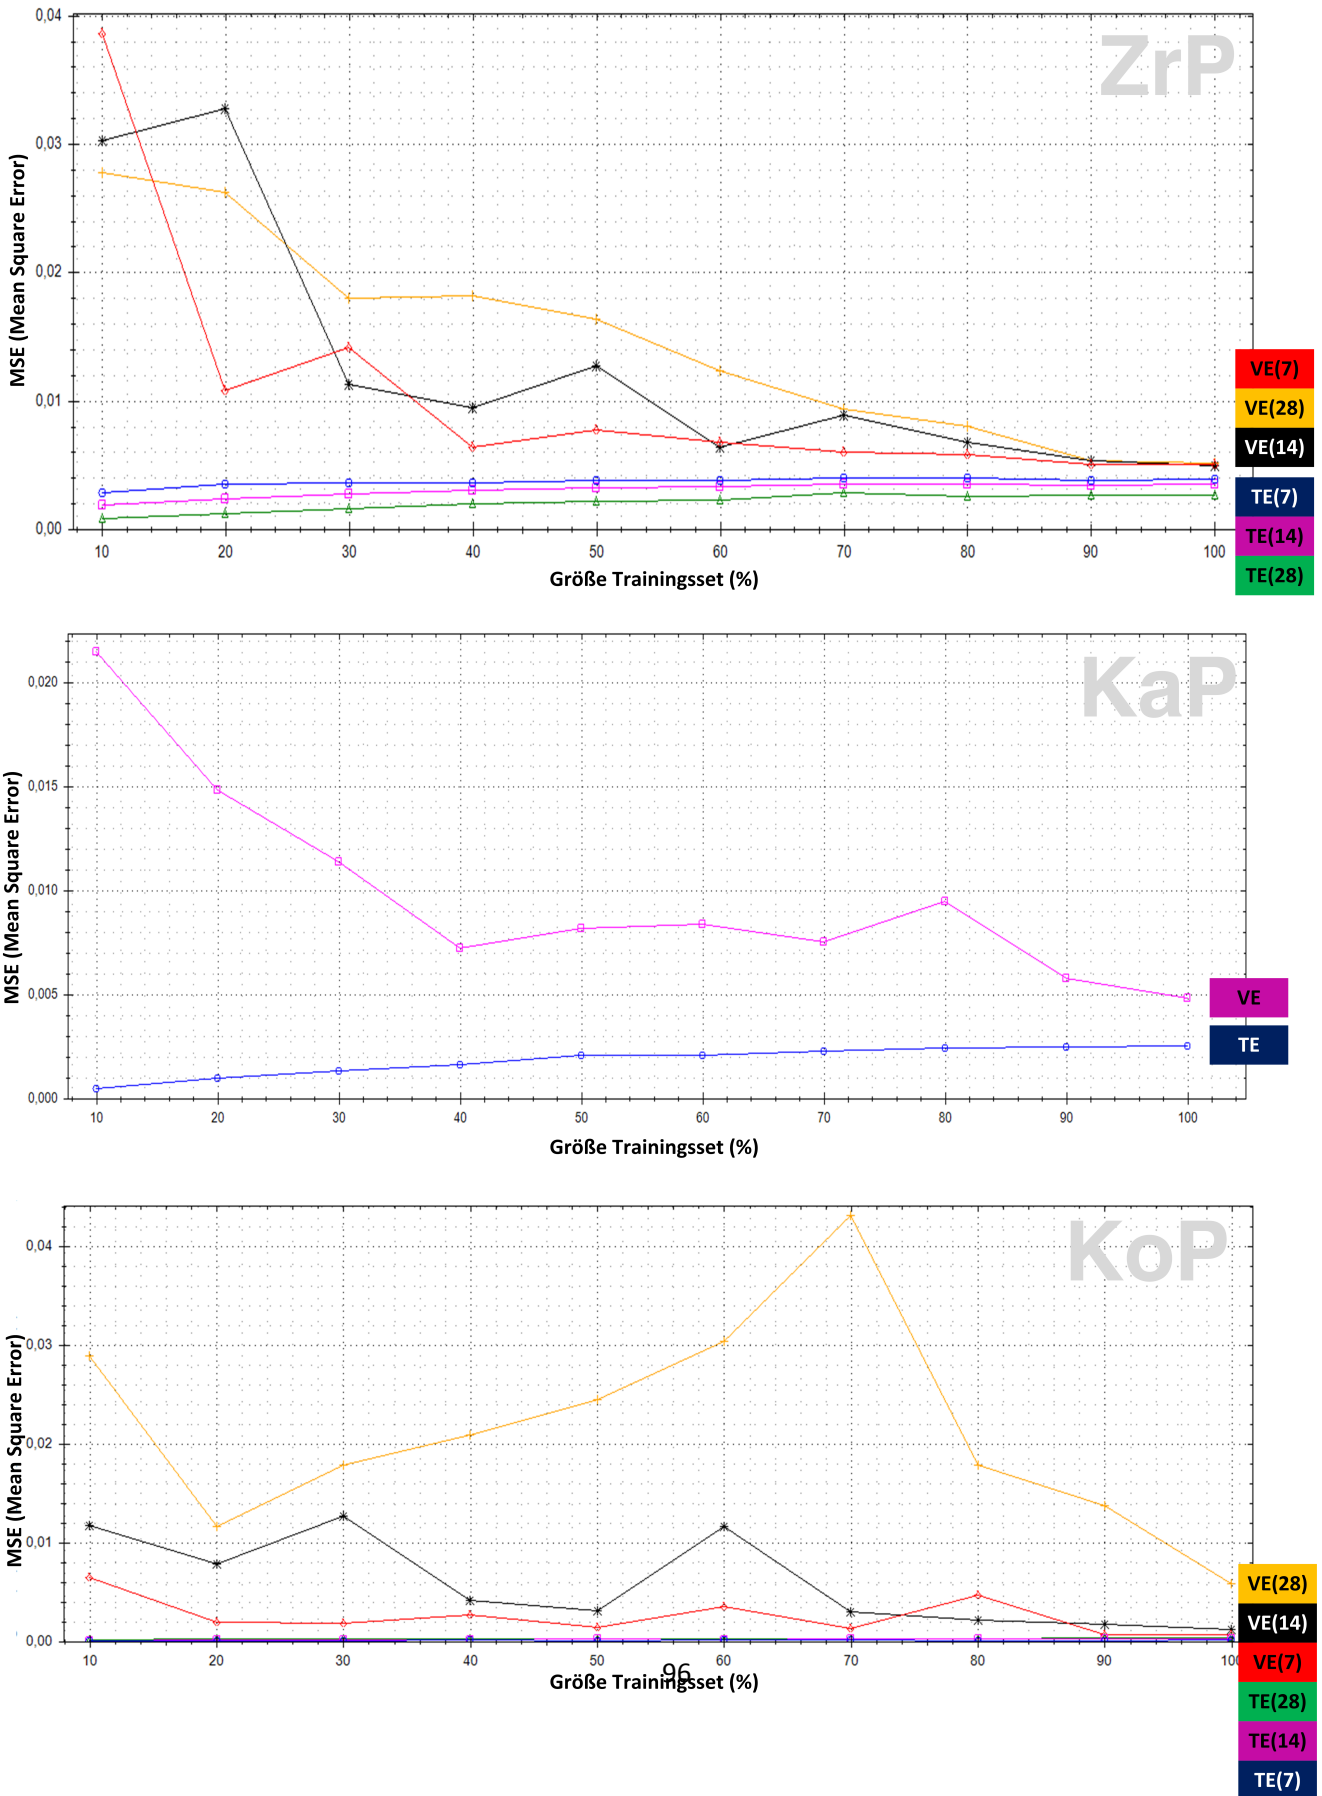 ZrP
MSE (Mean Square Error)
0,04
0,03
0,02
0,01
0,00
10 20 30 40 50 60 70 80 90 100
Größe Trainingsset (%)
VE(7)
VE(28)
VE(14)
TE(7)
TE(14)
TE(28)
KaP
MSE (Mean Square Error)
0,020
0,015
0,010
0,005
0,000
10 20 30 40 50 60 70 80 90 100
Größe Trainingsset (%)
VE
TE
KoP
MSE (Mean Square Error)
0,04
0,03
0,02
0,01
0,00
10 20 30 40 50 60 70 80 90 100
Größe Trainingsset (%)
96
VE(28)
VE(14)
VE(7)
TE(28)
TE(14)
TE(7)